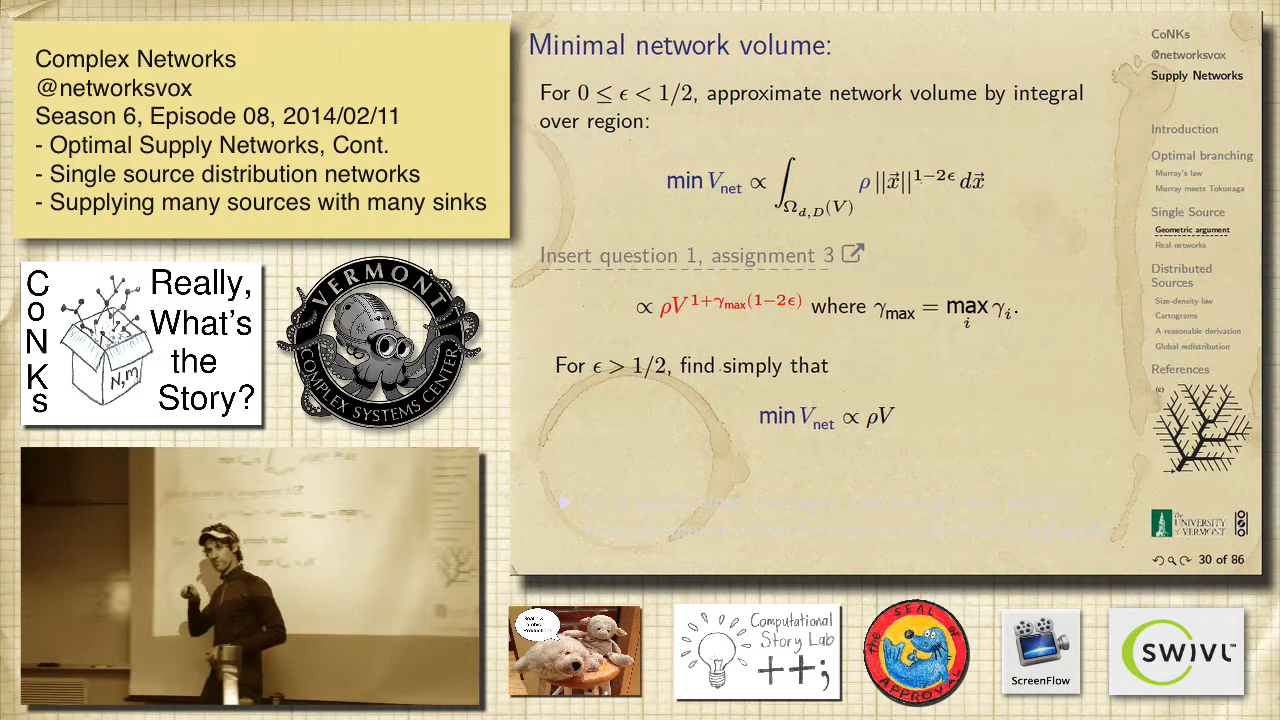 Complex Networks
@networksvox
Season 6, Episode 08, 2014/02/11
- Optimal Supply Networks, Cont.
- Single source distribution networks
- Supplying many sources with many sinks
CoNKs
N,m
Really,
What's
the
Story?
VERMONT
COMPLEX SYSTEMS CENTER
Minimal network volume:
For 0 ≤ ϵ < 1/2, approximate network volume by integral
over region:
min V_net ∝ ∫_{Ω_{d,D}(V)} ρ ||x⃗||^{1−2ϵ} dx⃗
Insert question 1, assignment 3
∝ ρV^{1+γ_max(1−2ϵ)} where γ_max = max_i γ_i.
For ϵ > 1/2, find simply that
min V_net ∝ ρV
CoNKs
@networksvox
Supply Networks
Introduction
Optimal branching
Murray's law
Murray meets Tokunaga
Single Source
Geometric argument
Real networks
Distributed
Sources
Size-density law
Cartograms
A reasonable derivation
Global redistribution
References
The
UNIVERSITY
of VERMONT
30 of 86
Computational
Story Lab
++;
the SEAL of APPROVAL
ScreenFlow
SWIVL™